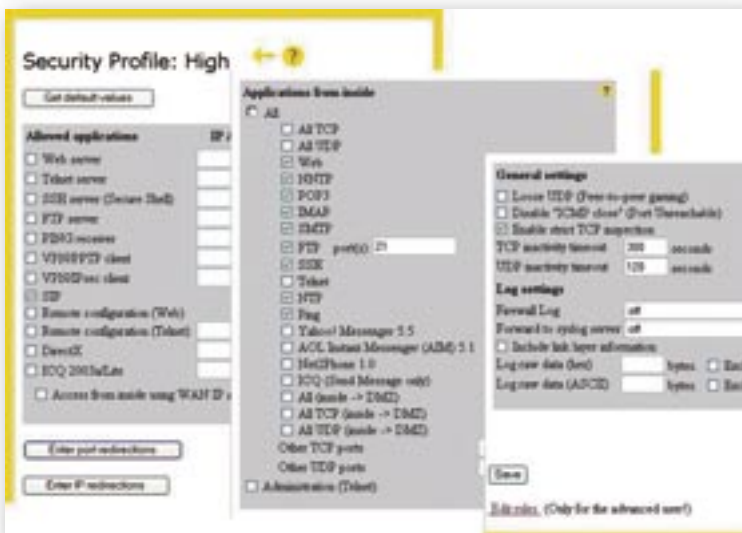 Security Profile: High
?
Get default values
Allowed applications
IP
Web server
Telnet server
SSH server (Secure Shell)
FTP server
PING receiver
VPN/PPTP client
VPN/IPsec client
SIP
Remote configuration (Web)
Remote configuration (Telnet)
DirectX
ICQ 2003a/Lite
Access from inside using WAN IP
Enter port redirections
Enter IP redirections
Applications from inside
?
All
All TCP
All UDP
Web
NNTP
POP3
IMAP
SMTP
FTP port(s) 21
SSH
Telnet
NTP
Ping
Yahoo! Messenger 5.5
AOL Instant Messenger (AIM) 5.1
Net2Phone 1.0
ICQ (Send Message only)
All (inside -> DMZ)
All TCP (inside -> DMZ)
All UDP (inside -> DMZ)
Other TCP ports
Other UDP ports
Administration (Telnet)
General settings
Loose UDP (Peer-to-peer gaming)
Disable "ICMP close" (Port Unreachable)
Enable strict TCP inspection
TCP inactivity timeout 300 seconds
UDP inactivity timeout 120 seconds
Log settings
Firewall Log off
Forward to syslog server off
Include link layer information
Log raw data (hex) bytes
Log raw data (ASCII) bytes
Save
Edit rules (Only for the advanced user!)